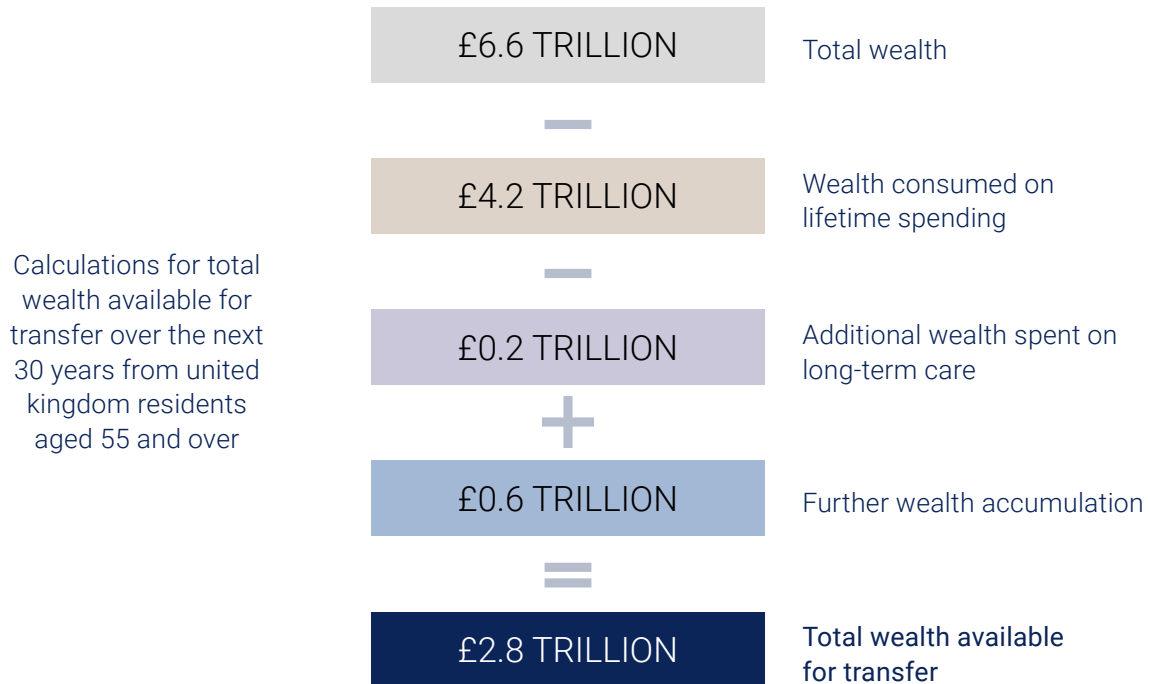 £6.6 TRILLION
Total wealth
£4.2 TRILLION
Wealth consumed on
lifetime spending
Calculations for total
wealth available for
transfer over the next
30 years from united
kingdom residents
aged 55 and over
£0.2 TRILLION
Additional wealth spent on
long-term care
£0.6 TRILLION
Further wealth accumulation
£2.8 TRILLION
Total wealth available
for transfer